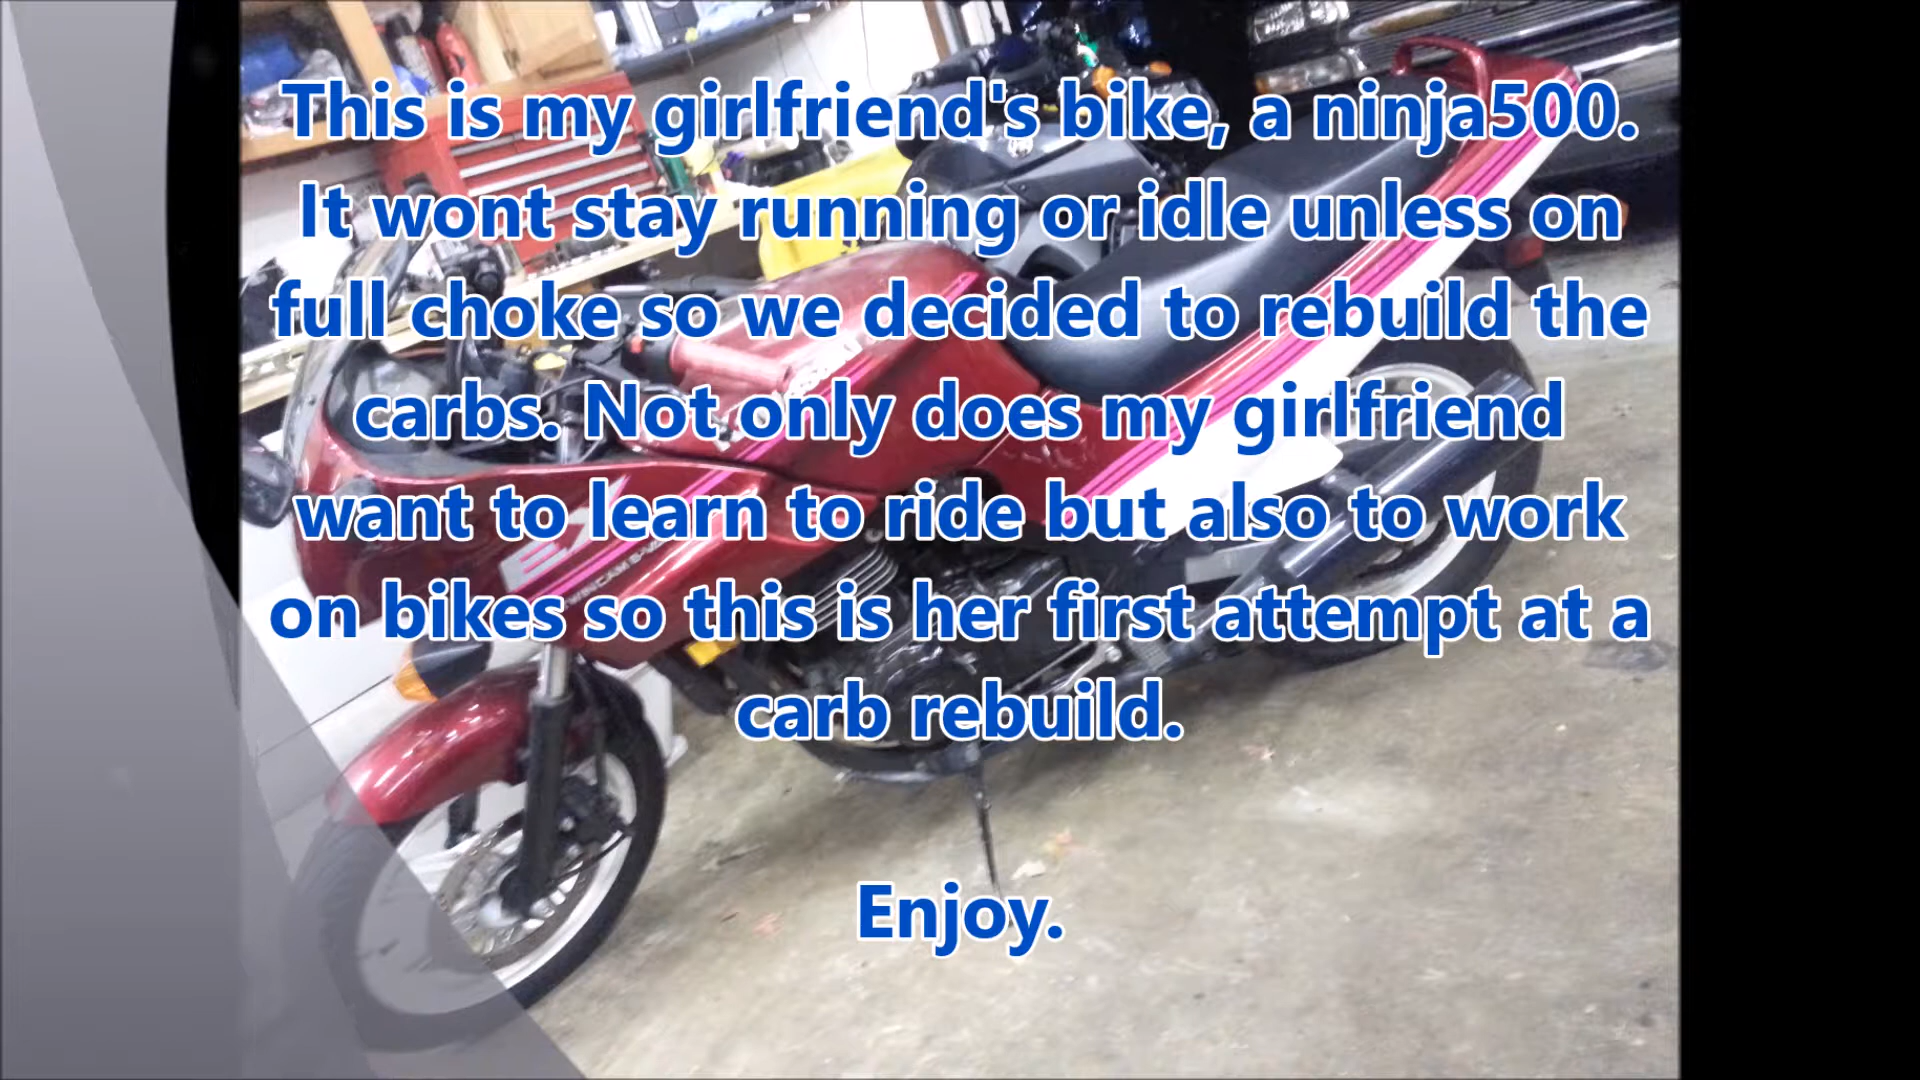 This is my girlfriend's bike, a ninja500.
It wont stay running or idle unless on
full choke so we decided to rebuild the
carbs. Not only does my girlfriend
want to learn to ride but also to work
on bikes so this is her first attempt at a
carb rebuild.
Enjoy.